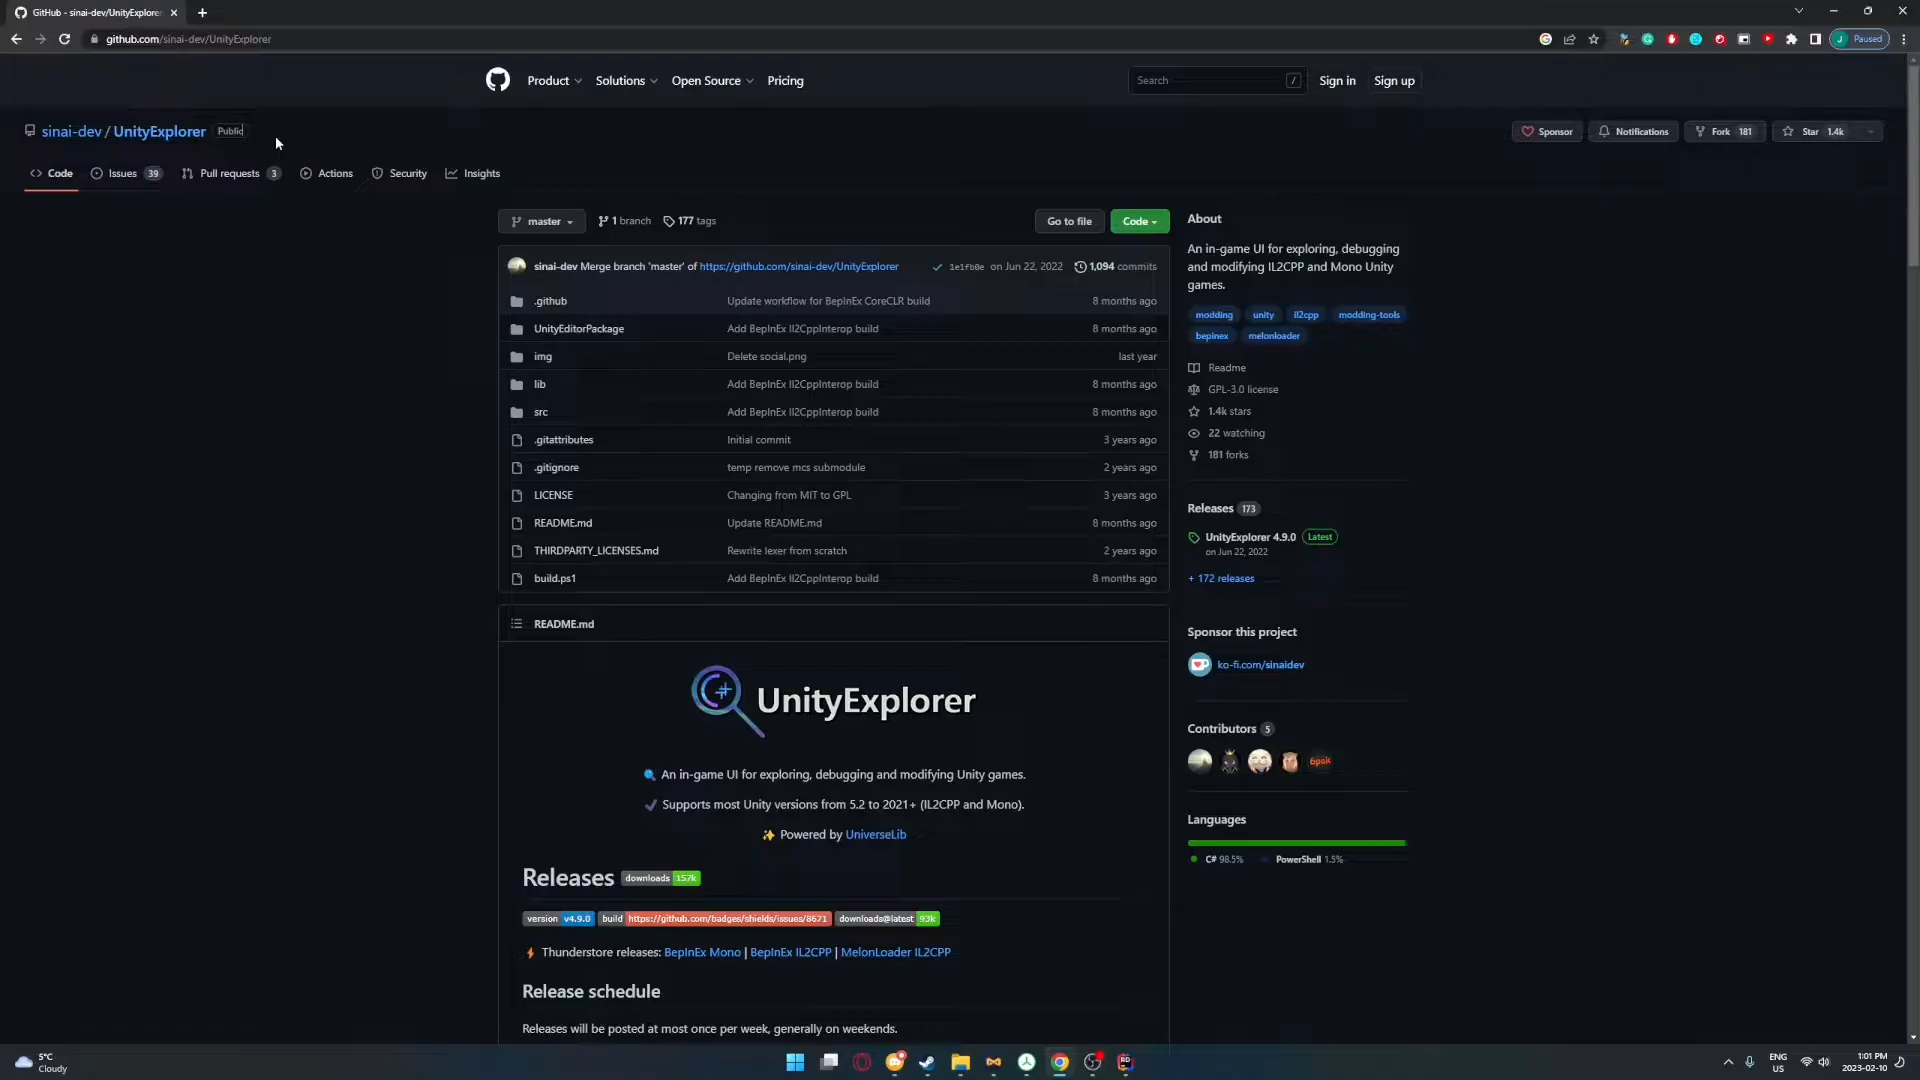 GitHub - sinai-dev/UnityExplorer
github.com/sinai-dev/UnityExplorer
J Paused
Product Solutions Open Source Pricing
Search /
Sign in Sign up
sinai-dev / UnityExplorer Public
Sponsor Notifications Fork 181 Star 1.4k
Code Issues 39 Pull requests 3 Actions Security Insights
master 1 branch 177 tags
Go to file Code
sinai-dev Merge branch 'master' of https://github.com/sinai-dev/UnityExplorer 1e1fb0e on Jun 22, 2022 1,094 commits
.github Update workflow for BepInEx CoreCLR build 8 months ago
UnityEditorPackage Add BepInEx Il2CppInterop build 8 months ago
img Delete social.png last year
lib Add BepInEx Il2CppInterop build 8 months ago
src Add BepInEx Il2CppInterop build 8 months ago
.gitattributes Initial commit 3 years ago
.gitignore temp remove mcs submodule 2 years ago
LICENSE Changing from MIT to GPL 3 years ago
README.md Update README.md 8 months ago
THIRDPARTY_LICENSES.md Rewrite lexer from scratch 2 years ago
build.ps1 Add BepInEx Il2CppInterop build 8 months ago
README.md
UnityExplorer
An in-game UI for exploring, debugging and modifying Unity games.
Supports most Unity versions from 5.2 to 2021+ (IL2CPP and Mono).
Powered by UniverseLib
Releases downloads 157k
version v4.9.0 build https://github.com/badges/shields/issues/8671 downloads@latest 93k
Thunderstore releases: BepInEx Mono | BepInEx IL2CPP | MelonLoader IL2CPP
Release schedule
Releases will be posted at most once per week, generally on weekends.
About
An in-game UI for exploring, debugging
and modifying IL2CPP and Mono Unity
games.
modding unity il2cpp modding-tools
bepinex melonloader
Readme
GPL-3.0 license
1.4k stars
22 watching
181 forks
Releases 173
UnityExplorer 4.9.0 Latest
on Jun 22, 2022
+ 172 releases
Sponsor this project
ko-fi.com/sinaidev
Contributors 5
6pak
Languages
C# 98.5% PowerShell 1.5%
5°C
Cloudy
RD
ENG
US
1:01 PM
2023-02-10